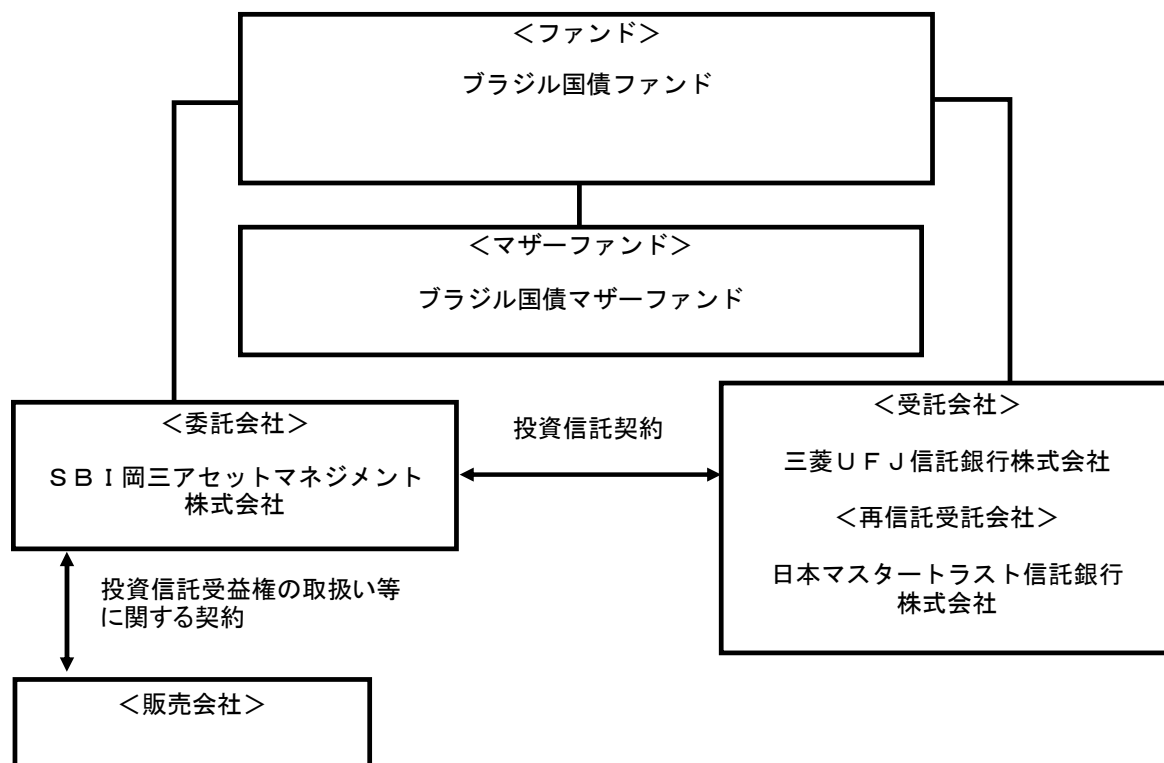 ＜ファンド＞
ブラジル国債ファンド
＜マザーファンド＞
ブラジル国債マザーファンド
＜委託会社＞
ＳＢＩ岡三アセットマネジメント
株式会社
投資信託契約
＜受託会社＞
三菱ＵＦＪ信託銀行株式会社
＜再信託受託会社＞
日本マスタートラスト信託銀行
株式会社
投資信託受益権の取扱い等
に関する契約
＜販売会社＞